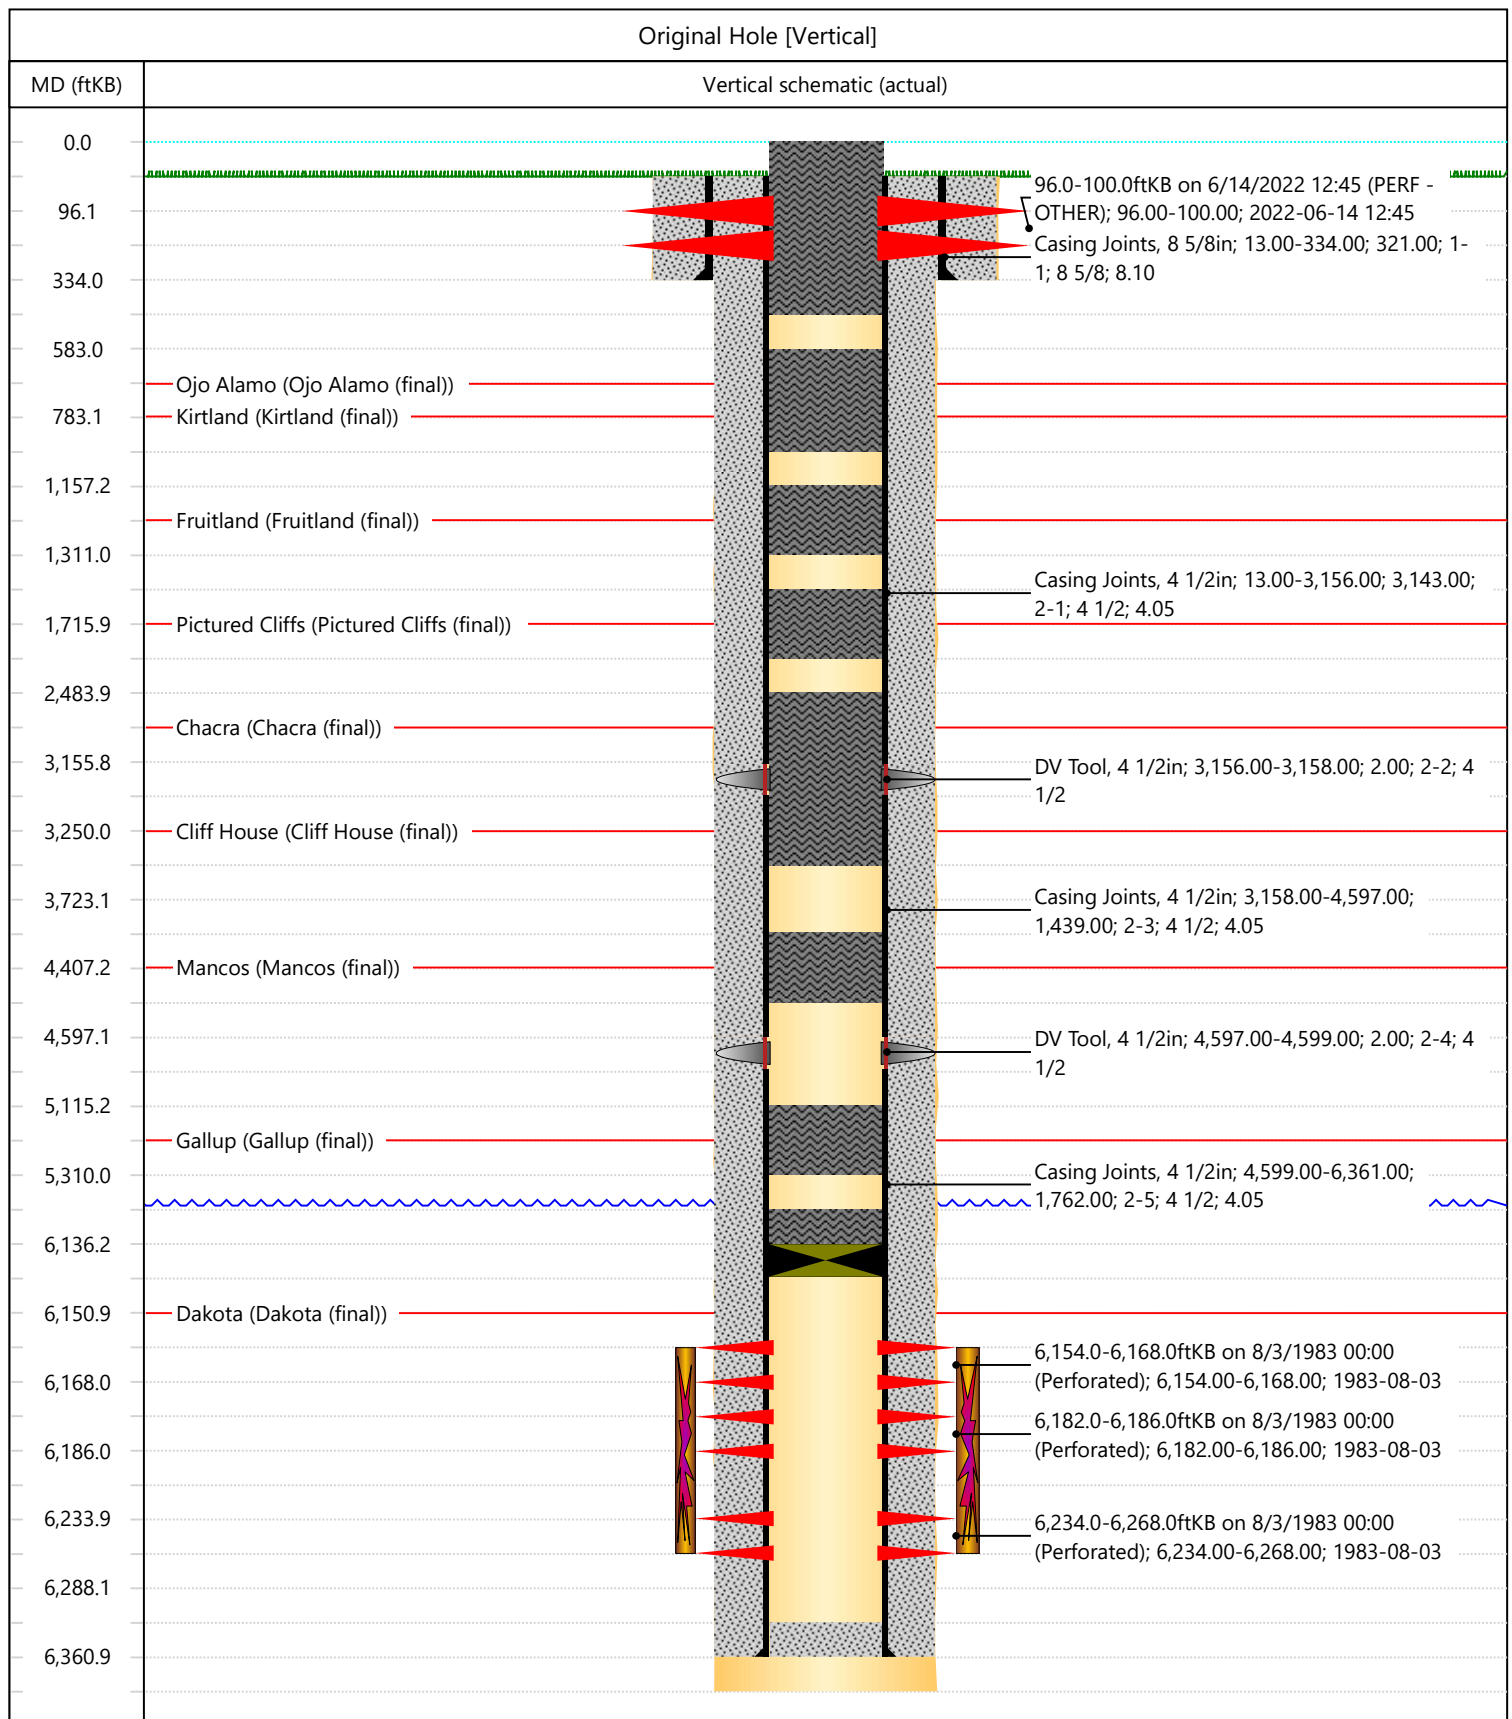 Original Hole [Vertical]
MD (ftKB)
Vertical schematic (actual)
0.0
96.0-100.0ftKB on 6/14/2022 12:45 (PERF -
OTHER); 96.00-100.00; 2022-06-14 12:45
96.1
Casing Joints, 8 5/8in; 13.00-334.00; 321.00; 1-
1; 8 5/8; 8.10
334.0
583.0
Ojo Alamo (Ojo Alamo (final))
783.1
Kirtland (Kirtland (final))
1,157.2
Fruitland (Fruitland (final))
1,311.0
Casing Joints, 4 1/2in; 13.00-3,156.00; 3,143.00;
2-1; 4 1/2; 4.05
1,715.9
Pictured Cliffs (Pictured Cliffs (final))
2,483.9
Chacra (Chacra (final))
3,155.8
DV Tool, 4 1/2in; 3,156.00-3,158.00; 2.00; 2-2; 4
1/2
3,250.0
Cliff House (Cliff House (final))
3,723.1
Casing Joints, 4 1/2in; 3,158.00-4,597.00;
1,439.00; 2-3; 4 1/2; 4.05
4,407.2
Mancos (Mancos (final))
4,597.1
DV Tool, 4 1/2in; 4,597.00-4,599.00; 2.00; 2-4; 4
1/2
5,115.2
Gallup (Gallup (final))
5,310.0
Casing Joints, 4 1/2in; 4,599.00-6,361.00;
1,762.00; 2-5; 4 1/2; 4.05
6,136.2
6,150.9
Dakota (Dakota (final))
6,154.0-6,168.0ftKB on 8/3/1983 00:00
(Perforated); 6,154.00-6,168.00; 1983-08-03
6,168.0
6,182.0-6,186.0ftKB on 8/3/1983 00:00
(Perforated); 6,182.00-6,186.00; 1983-08-03
6,186.0
6,233.9
6,234.0-6,268.0ftKB on 8/3/1983 00:00
(Perforated); 6,234.00-6,268.00; 1983-08-03
6,288.1
6,360.9